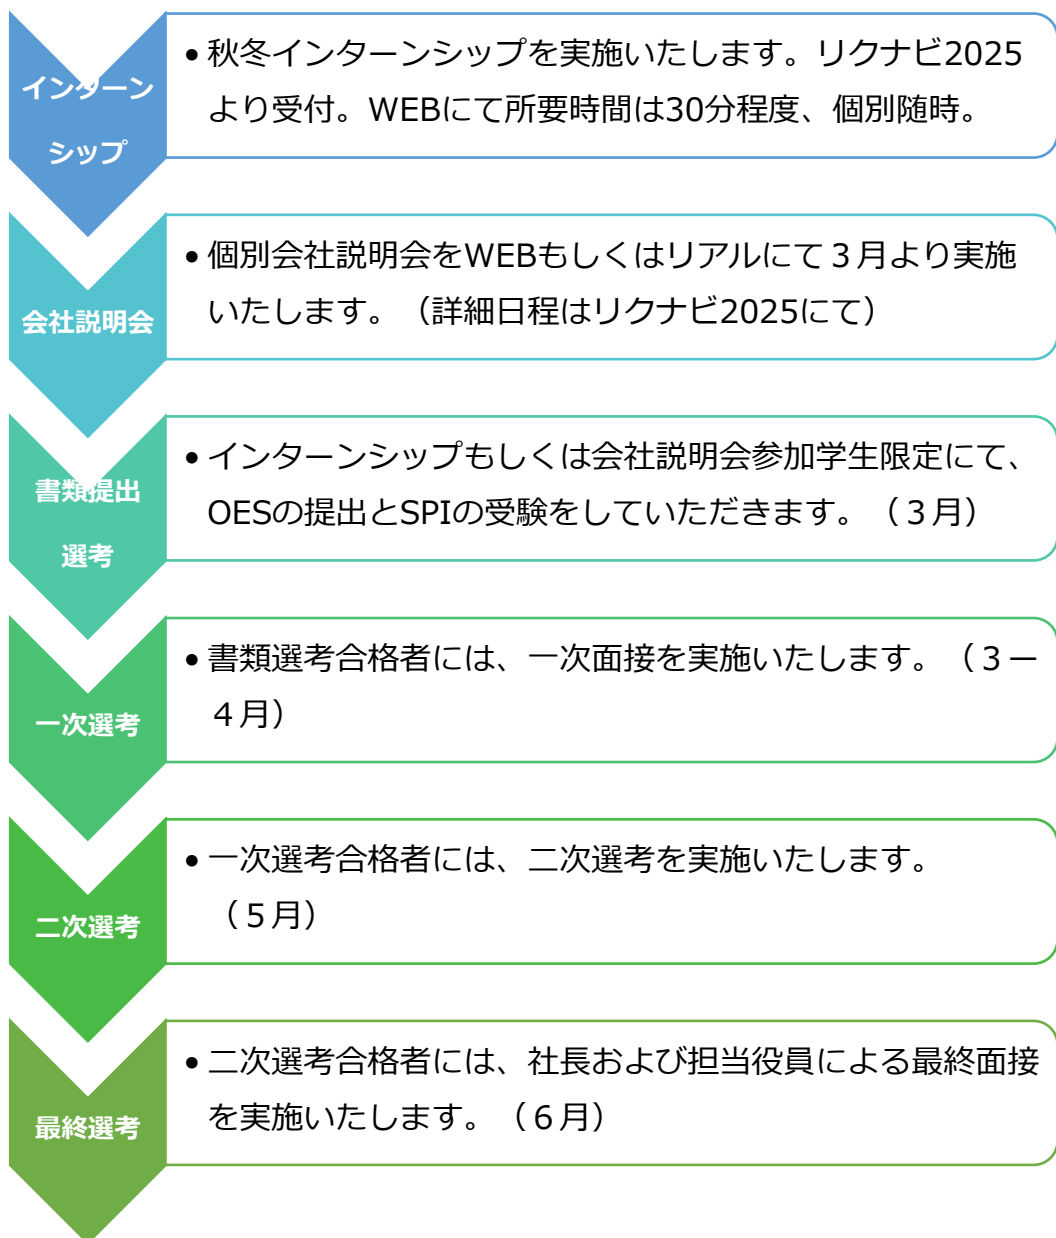 インターン
シップ
• 秋冬インターンシップを実施いたします。リクナビ2025
より受付。WEBにて所要時間は30分程度、個別随時。
会社説明会
• 個別会社説明会をWEBもしくはリアルにて３月より実施
いたします。（詳細日程はリクナビ2025にて）
書類提出
選考
• インターンシップもしくは会社説明会参加学生限定にて、
OESの提出とSPIの受験をしていただきます。（３月）
一次選考
• 書類選考合格者には、一次面接を実施いたします。（３ー
４月）
二次選考
• 一次選考合格者には、二次選考を実施いたします。
（５月）
最終選考
• 二次選考合格者には、社長および担当役員による最終面接
を実施いたします。（６月）